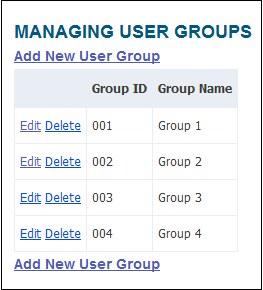 MANAGING USER GROUPS
Add New User Group
Group ID Group Name
Edit Delete 001 Group 1
Edit Delete 002 Group 2
Edit Delete 003 Group 3
Edit Delete 004 Group 4
Add New User Group